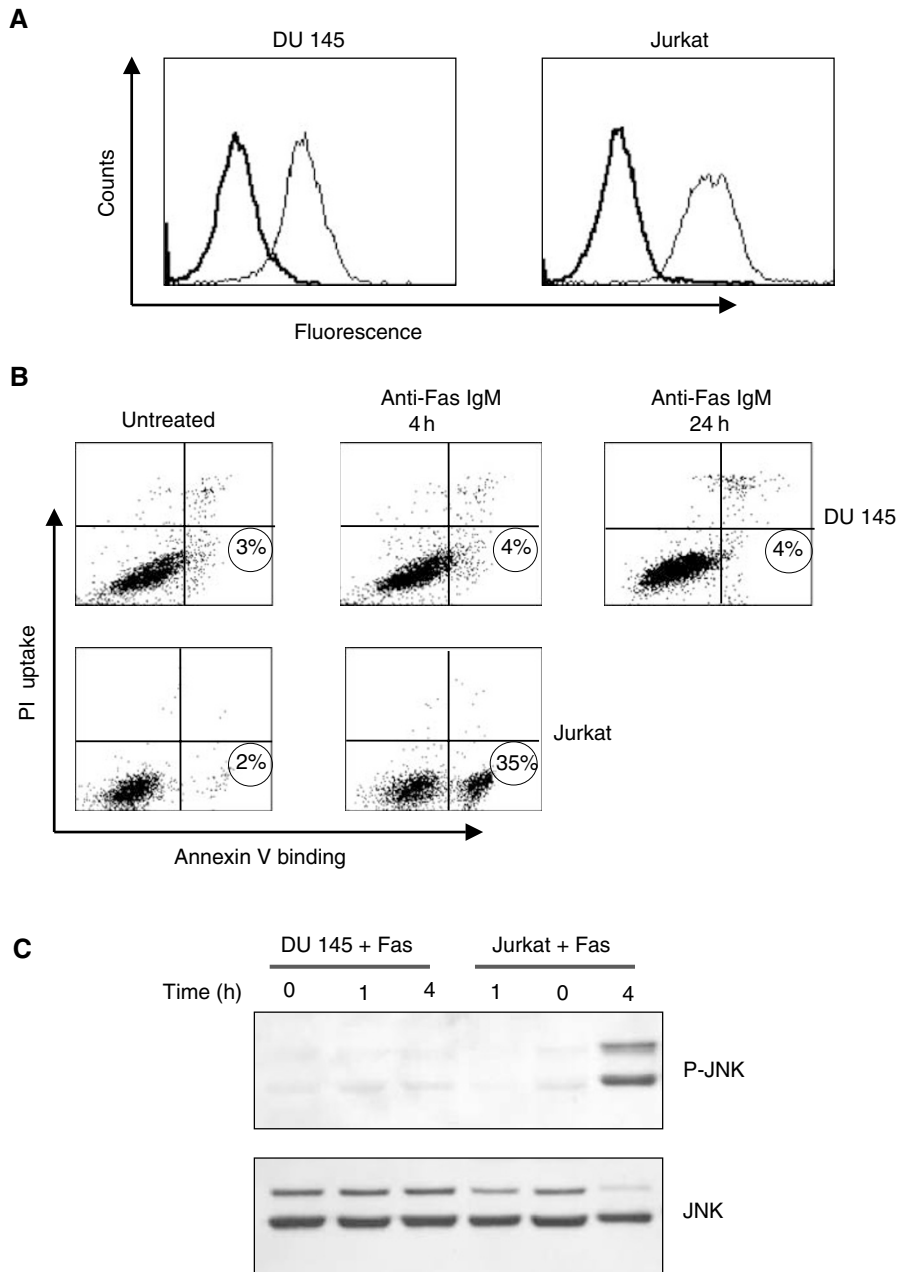 A
DU 145
Jurkat
Counts
Fluorescence
B
Untreated
Anti-Fas IgM
4 h
Anti-Fas IgM
24 h
3%
4%
4%
DU 145
PI uptake
2%
35%
Jurkat
Annexin V binding
C
DU 145 + Fas
Jurkat + Fas
Time (h)
0
1
4
1
0
4
P-JNK
JNK